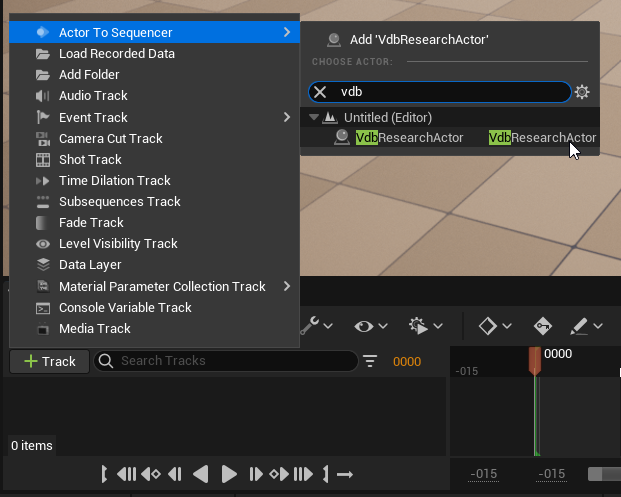 Actor To Sequencer
Load Recorded Data
Add Folder
Audio Track
Event Track
Camera Cut Track
Shot Track
Time Dilation Track
Subsequences Track
Fade Track
Level Visibility Track
Data Layer
Material Parameter Collection Track
Console Variable Track
Media Track
Add 'VdbResearchActor'
CHOOSE ACTOR:
vdb
Untitled (Editor)
VdbResearchActor VdbResearchActor
+ Track Search Tracks 0000
0000
-015
0 items
-015 -015